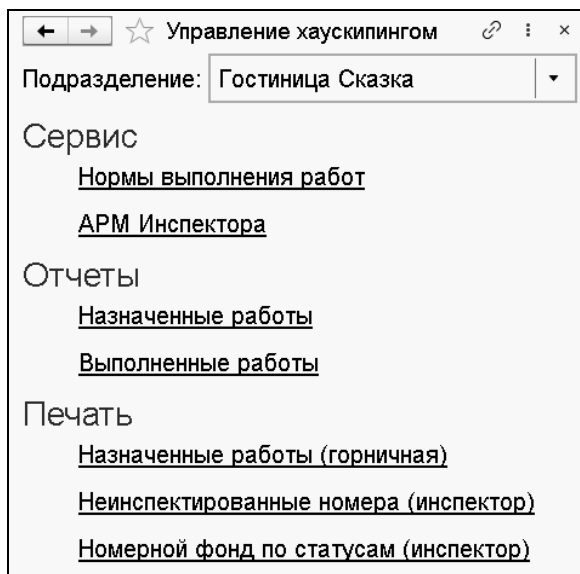 Управление хаускипингом
Подразделение: Гостиница Сказка
Сервис
Нормы выполнения работ
АРМ Инспектора
Отчеты
Назначенные работы
Выполненные работы
Печать
Назначенные работы (горничная)
Неинспектированные номера (инспектор)
Номерной фонд по статусам (инспектор)